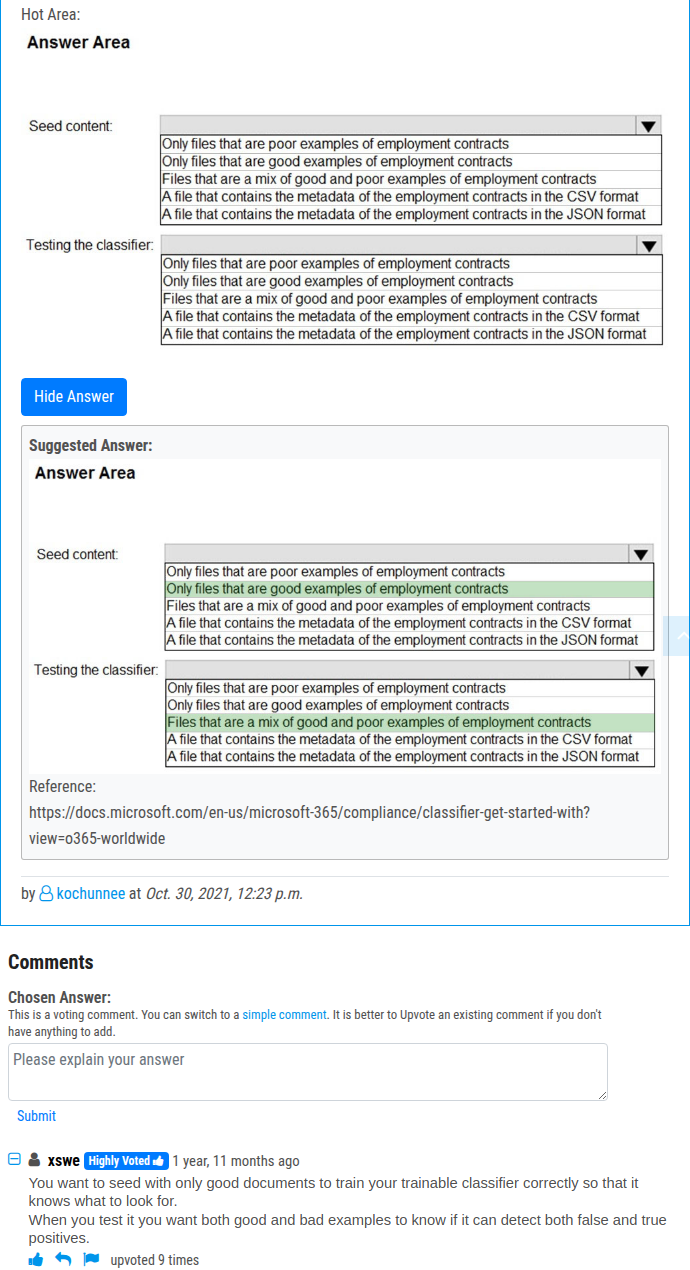 Hot Area:
Answer Area
Seed content:
Only files that are poor examples of employment contracts
Only files that are good examples of employment contracts
Files that are a mix of good and poor examples of employment contracts
A file that contains the metadata of the employment contracts in the CSV format
A file that contains the metadata of the employment contracts in the JSON format
Testing the classifier:
Only files that are poor examples of employment contracts
Only files that are good examples of employment contracts
Files that are a mix of good and poor examples of employment contracts
A file that contains the metadata of the employment contracts in the CSV format
A file that contains the metadata of the employment contracts in the JSON format
Hide Answer
Suggested Answer:
Answer Area
Seed content:
Only files that are poor examples of employment contracts
Only files that are good examples of employment contracts
Files that are a mix of good and poor examples of employment contracts
A file that contains the metadata of the employment contracts in the CSV format
A file that contains the metadata of the employment contracts in the JSON format
Testing the classifier:
Only files that are poor examples of employment contracts
Only files that are good examples of employment contracts
Files that are a mix of good and poor examples of employment contracts
A file that contains the metadata of the employment contracts in the CSV format
A file that contains the metadata of the employment contracts in the JSON format
Reference:
https://docs.microsoft.com/en-us/microsoft-365/compliance/classifier-get-started-with?
view=o365-worldwide
by kochunnee at Oct. 30, 2021, 12:23 p.m.
Comments
Chosen Answer:
This is a voting comment. You can switch to a simple comment. It is better to Upvote an existing comment if you don't
have anything to add.
Please explain your answer
Submit
xswe Highly Voted 1 year, 11 months ago
You want to seed with only good documents to train your trainable classifier correctly so that it
knows what to look for.
When you test it you want both good and bad examples to know if it can detect both false and true
positives.
upvoted 9 times